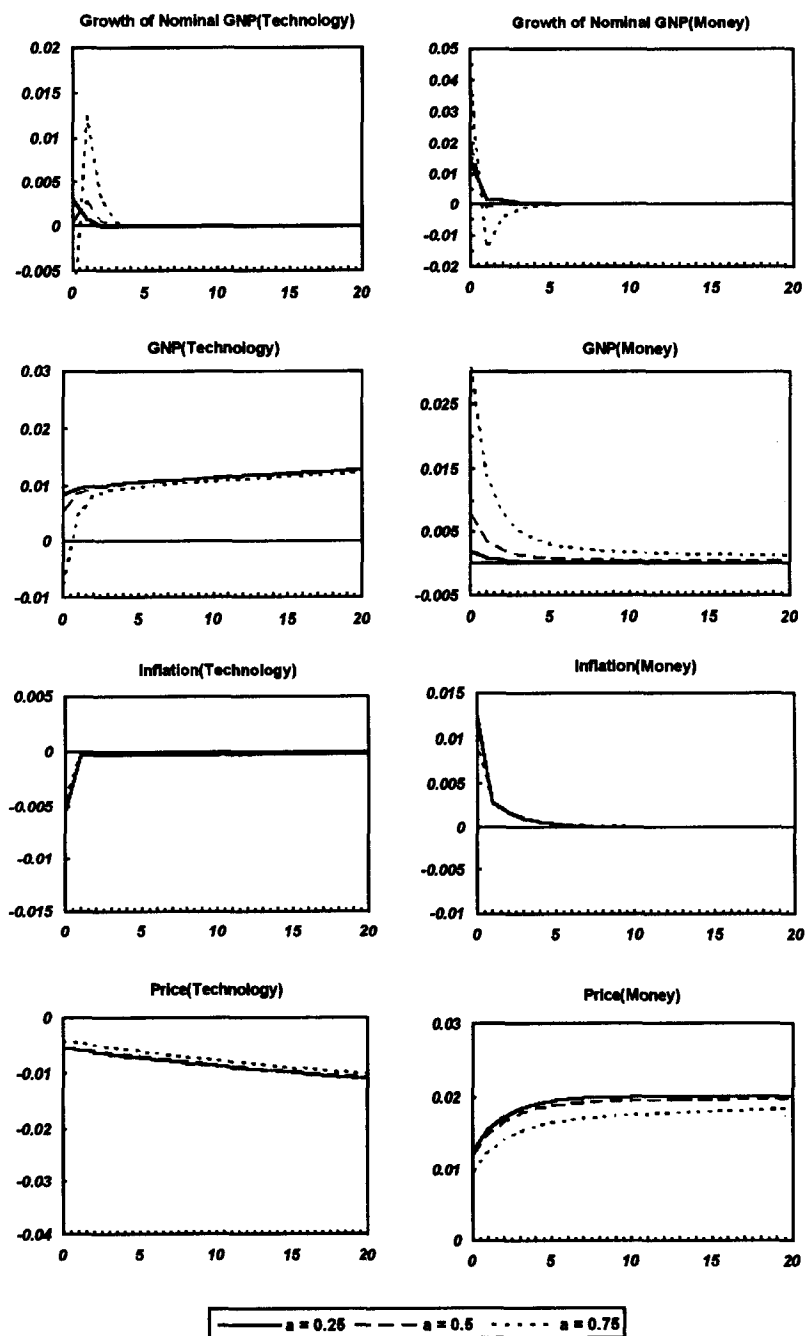 Growth of Nominal GNP(Technology)
0.02
0.015
0.01
0.005
0
-0.005
0 5 10 15 20
Growth of Nominal GNP(Money)
0.05
0.04
0.03
0.02
0.01
0
-0.01
-0.02
0 5 10 15 20
GNP(Technology)
0.03
0.02
0.01
0
-0.01
0 5 10 15 20
GNP(Money)
0.025
0.015
0.005
-0.005
0 5 10 15 20
Inflation(Technology)
0.005
0
-0.005
-0.01
-0.015
0 5 10 15 20
Inflation(Money)
0.015
0.01
0.005
0
-0.005
-0.01
0 5 10 15 20
Price(Technology)
0
-0.01
-0.02
-0.03
-0.04
0 5 10 15 20
Price(Money)
0.03
0.02
0.01
0
0 5 10 15 20
a = 0.25 a = 0.5 a = 0.75